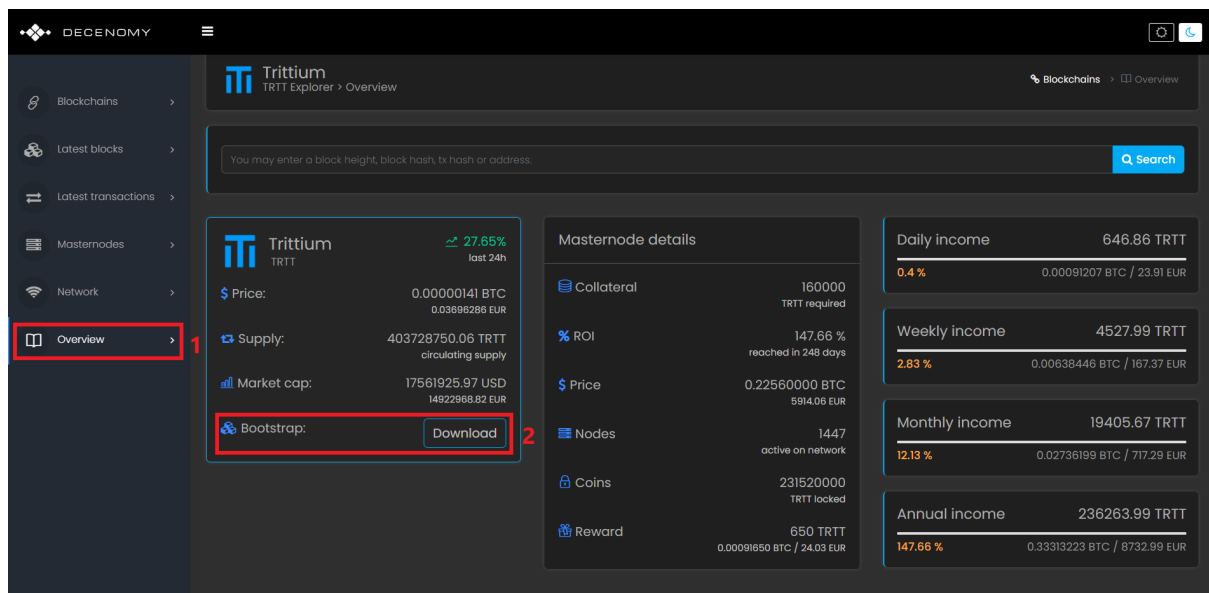 DECENOMY
Blockchains
Latest blocks
Latest transactions
Masternodes
Network
Overview
1
Trittium
TRTT Explorer > Overview
Blockchains > Overview
You may enter a block height, block hash, tx hash or address.
Search
Trittium
TRTT
27.65%
last 24h
Price:
0.00000141 BTC
0.03696286 EUR
Supply:
403728750.06 TRTT
circulating supply
Market cap:
17561925.97 USD
14922968.82 EUR
Bootstrap:
Download
2
Masternode details
Collateral
160000
TRTT required
ROI
147.66 %
reached in 248 days
Price
0.22560000 BTC
5914.06 EUR
Nodes
1447
active on network
Coins
231520000
TRTT locked
Reward
650 TRTT
0.00091650 BTC / 24.03 EUR
Daily income
646.86 TRTT
0.4 %
0.00091207 BTC / 23.91 EUR
Weekly income
4527.99 TRTT
2.83 %
0.00638446 BTC / 167.37 EUR
Monthly income
19405.67 TRTT
12.13 %
0.02736199 BTC / 717.29 EUR
Annual income
236263.99 TRTT
147.66 %
0.33313223 BTC / 8732.99 EUR